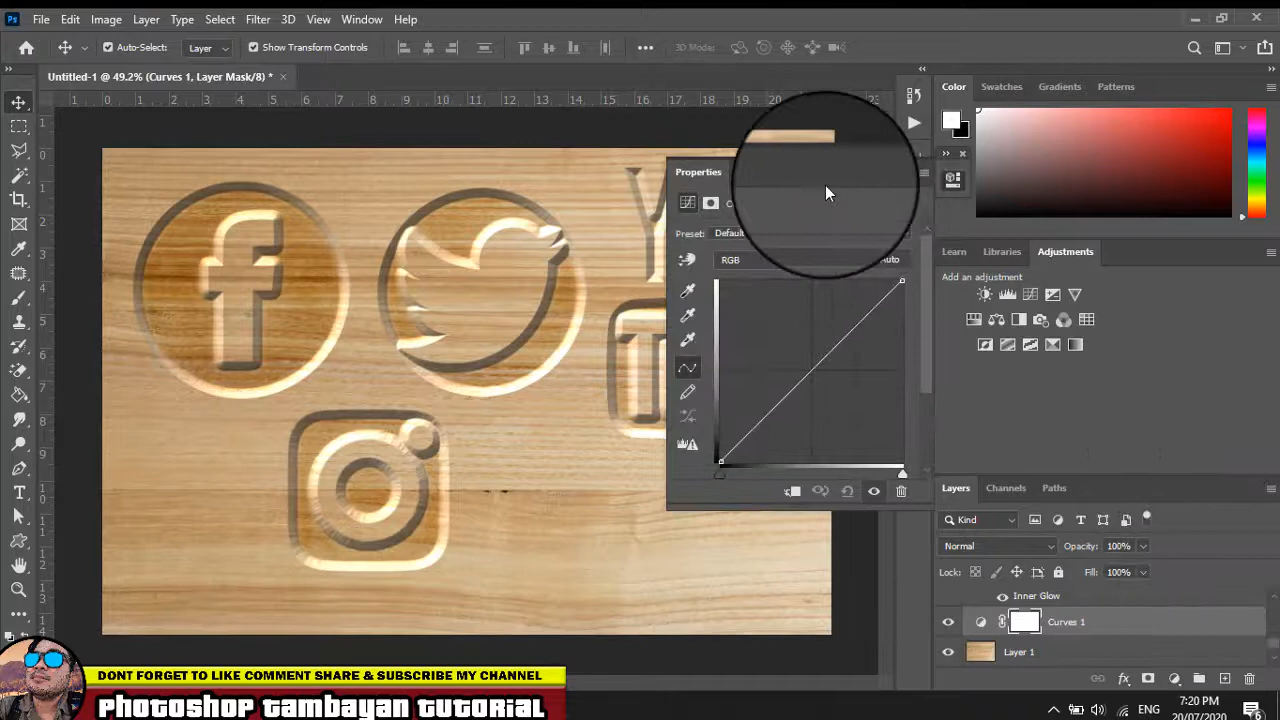 Ps File Edit Image Layer Type Select Filter 3D View Window Help
Auto-Select: Layer Show Transform Controls 3D Mode:
Untitled-1 @ 49.2% (Curves 1, Layer Mask/8) *
Color Swatches Gradients Patterns
Properties
Preset: Default
RGB Auto
Learn Libraries Adjustments
Add an adjustment
Layers Channels Paths
Kind
Normal Opacity: 100%
Lock: Fill: 100%
Inner Glow
Curves 1
Layer 1
fx
DONT FORGET TO LIKE COMMENT SHARE & SUBSCRIBE MY CHANNEL
PHOTOSHOP TAMBAYAN TUTORIAL
ENG
7:20 PM
20/07/2020
6